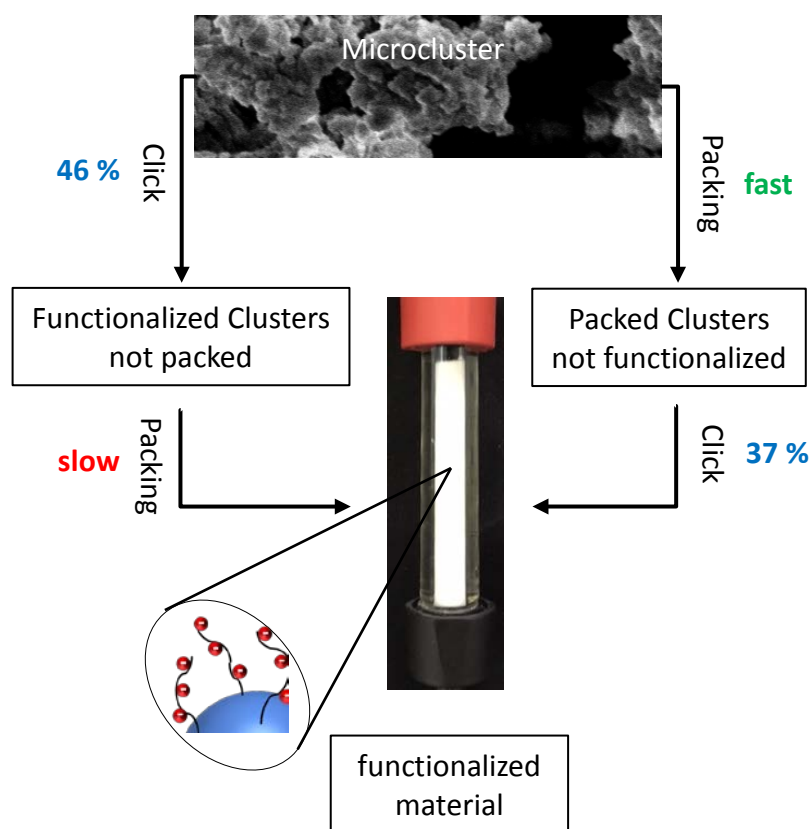 Microcluster
46 %
Click
Packing
fast
Functionalized Clusters
not packed
Packed Clusters
not functionalized
slow
Packing
Click
37 %
functionalized
material